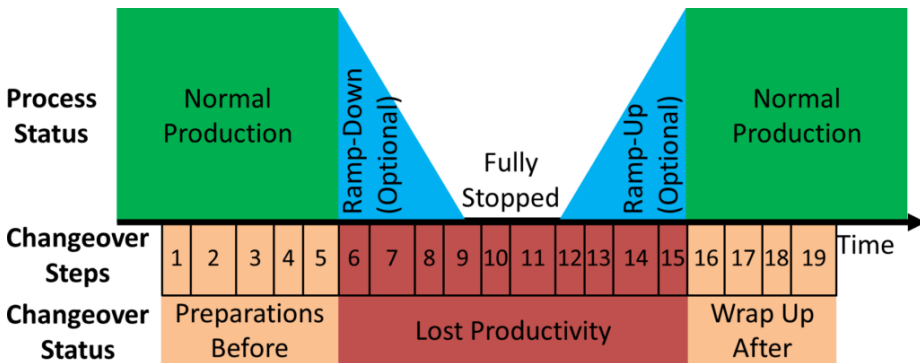 Process
Status
Normal
Production
Ramp-Down
(Optional)
Fully
Stopped
Ramp-Up
(Optional)
Normal
Production
Changeover
Steps
1 2 3 4 5 6 7 8 9 10 11 12 13 14 15 16 17 18 19
Time
Changeover
Status
Preparations
Before
Lost Productivity
Wrap Up
After